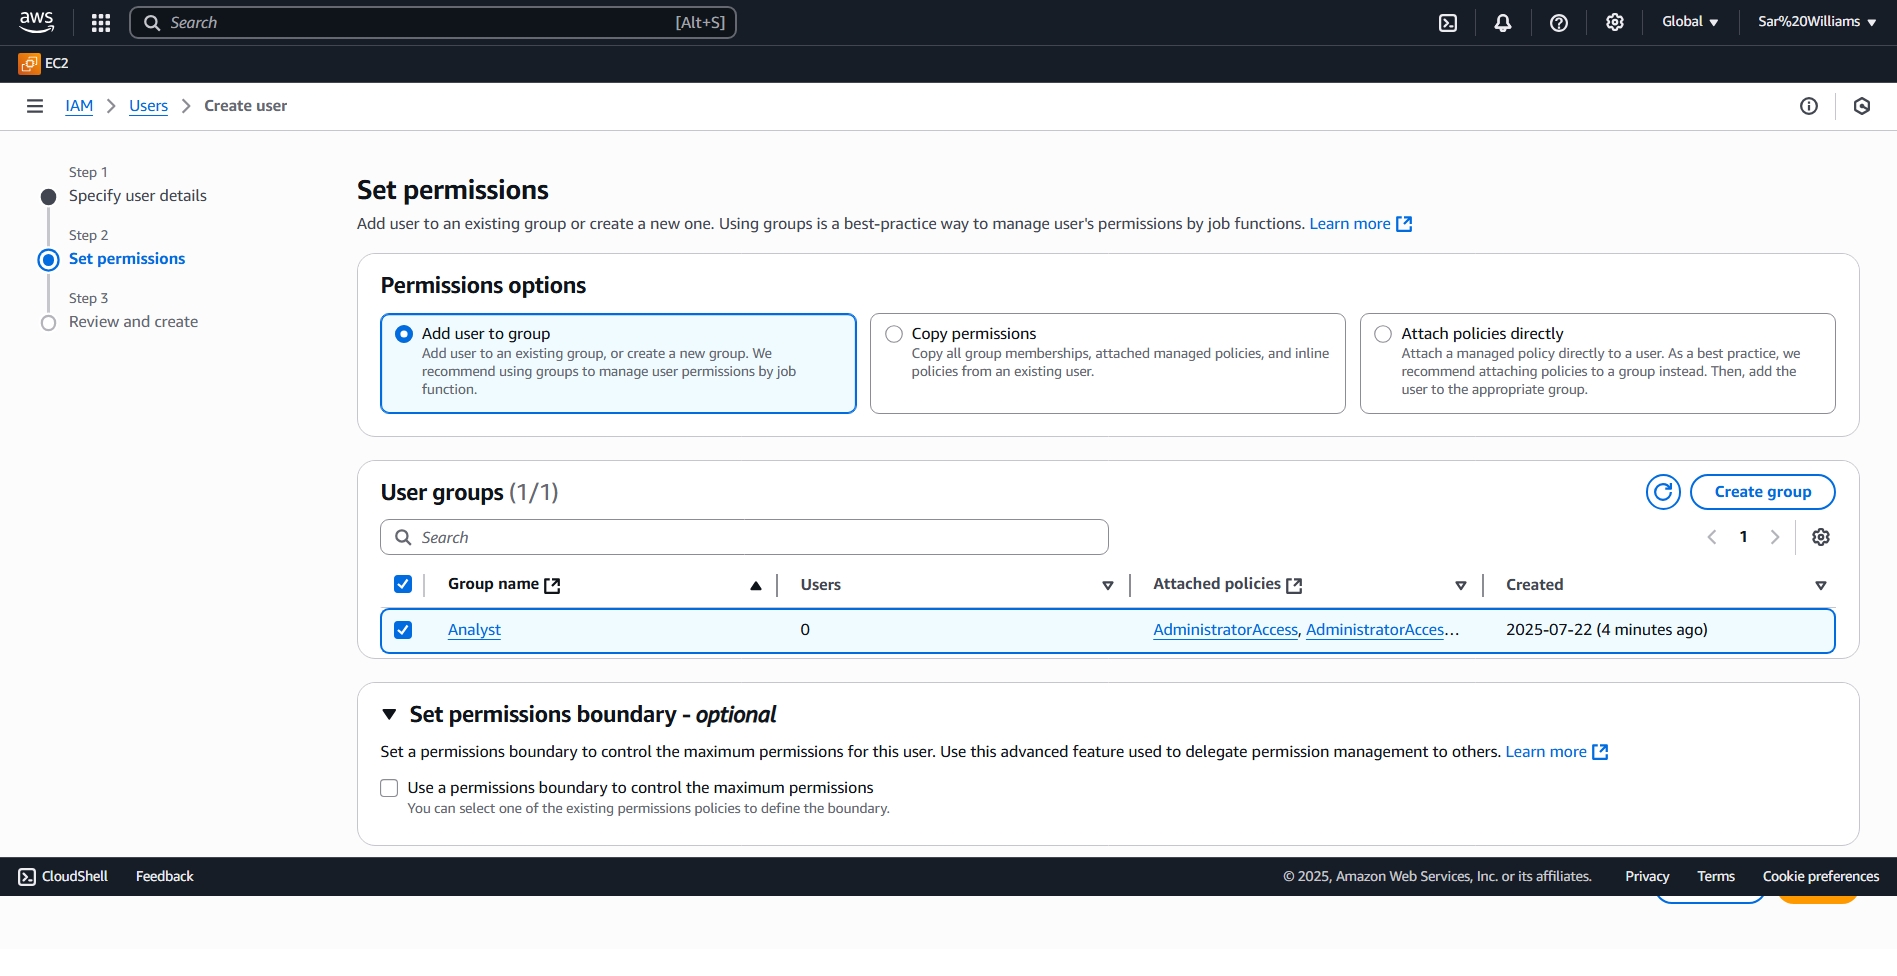 aws
Search
[Alt+S]
Global
Sar%20Williams
EC2
IAM
Users
Create user
Step 1
Specify user details
Step 2
Set permissions
Step 3
Review and create
Set permissions
Add user to an existing group or create a new one. Using groups is a best-practice way to manage user's permissions by job functions. Learn more
Permissions options
Add user to group
Add user to an existing group, or create a new group. We
recommend using groups to manage user permissions by job
function.
Copy permissions
Copy all group memberships, attached managed policies, and inline
policies from an existing user.
Attach policies directly
Attach a managed policy directly to a user. As a best practice, we
recommend attaching policies to a group instead. Then, add the
user to the appropriate group.
User groups (1/1)
Create group
Search
1
Group name
Users
Attached policies
Created
Analyst
0
AdministratorAccess, AdministratorAcces...
2025-07-22 (4 minutes ago)
Set permissions boundary - optional
Set a permissions boundary to control the maximum permissions for this user. Use this advanced feature used to delegate permission management to others. Learn more
Use a permissions boundary to control the maximum permissions
You can select one of the existing permissions policies to define the boundary.
CloudShell
Feedback
© 2025, Amazon Web Services, Inc. or its affiliates.
Privacy
Terms
Cookie preferences